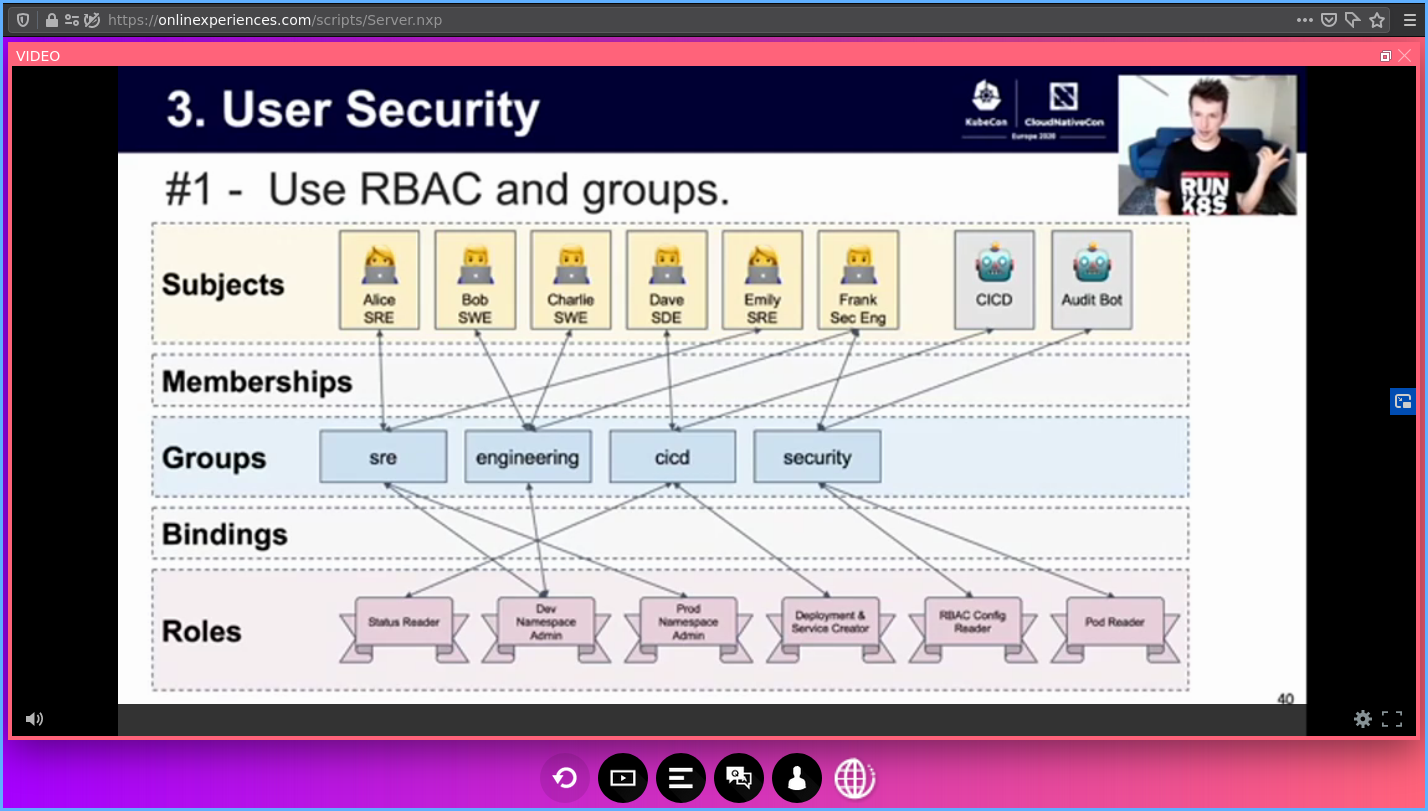 https://onlinexperiences.com/scripts/Server.nxp
VIDEO
3. User Security
KubeCon
CloudNativeCon
Europe 2020
RUN
K8S
#1 - Use RBAC and groups.
Subjects
Alice
SRE
Bob
SWE
Charlie
SWE
Dave
SDE
Emily
SRE
Frank
Sec Eng
CICD
Audit Bot
Memberships
Groups
sre
engineering
cicd
security
Bindings
Roles
Status Reader
Dev
Namespace
Admin
Prod
Namespace
Admin
Deployment &
Service Creator
RBAC Config
Reader
Pod Reader
40